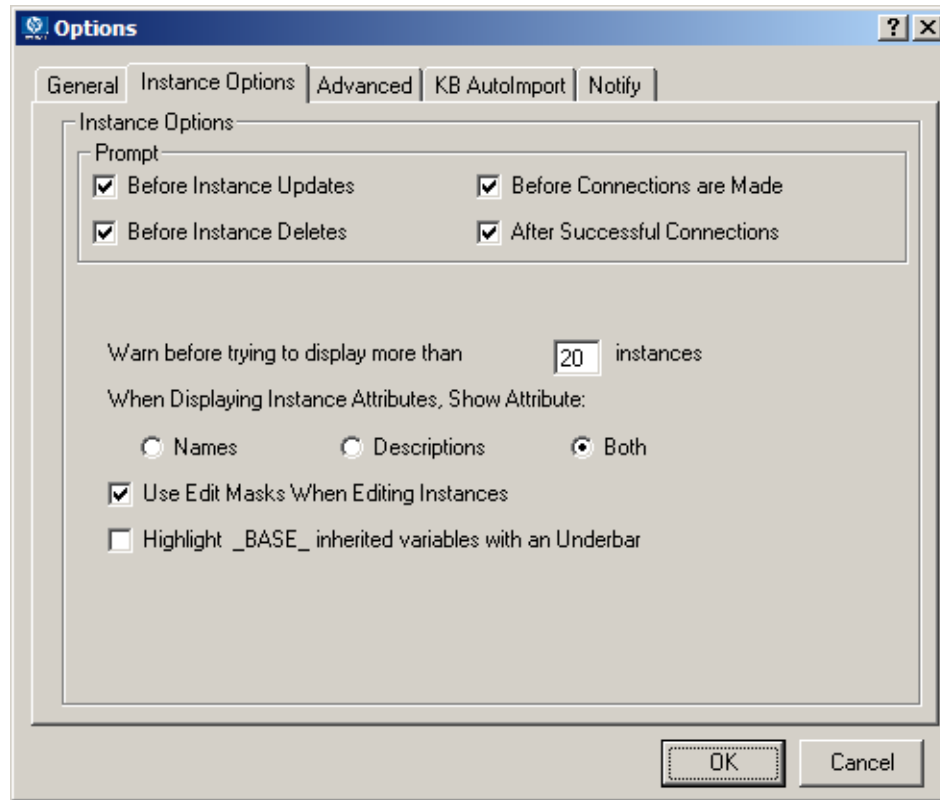 Options
General Instance Options Advanced KB AutoImport Notify
Instance Options
Prompt
Before Instance Updates Before Connections are Made
Before Instance Deletes After Successful Connections
Warn before trying to display more than 20 instances
When Displaying Instance Attributes, Show Attribute:
Names Descriptions Both
Use Edit Masks When Editing Instances
Highlight _BASE_ inherited variables with an Underbar
OK Cancel